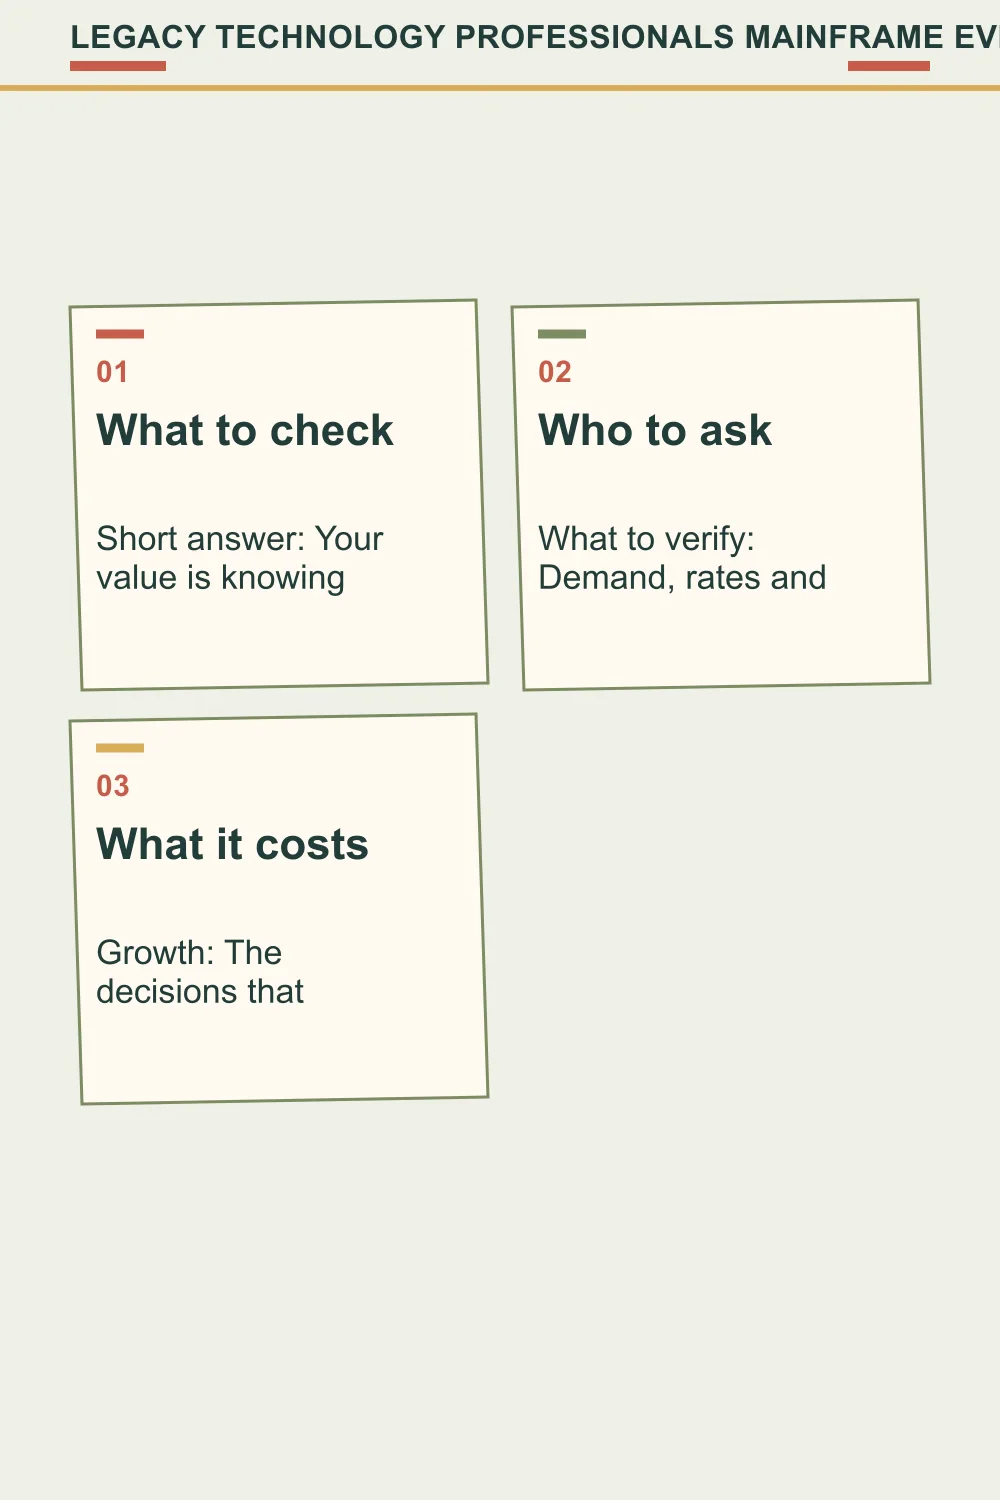 LEGACY TECHNOLOGY PROFESSIONALS MAINFRAME
01
What to check
Short answer: Your
value is knowing
02
Who to ask
What to verify:
Demand, rates and
03
What it costs
Growth: The
decisions that